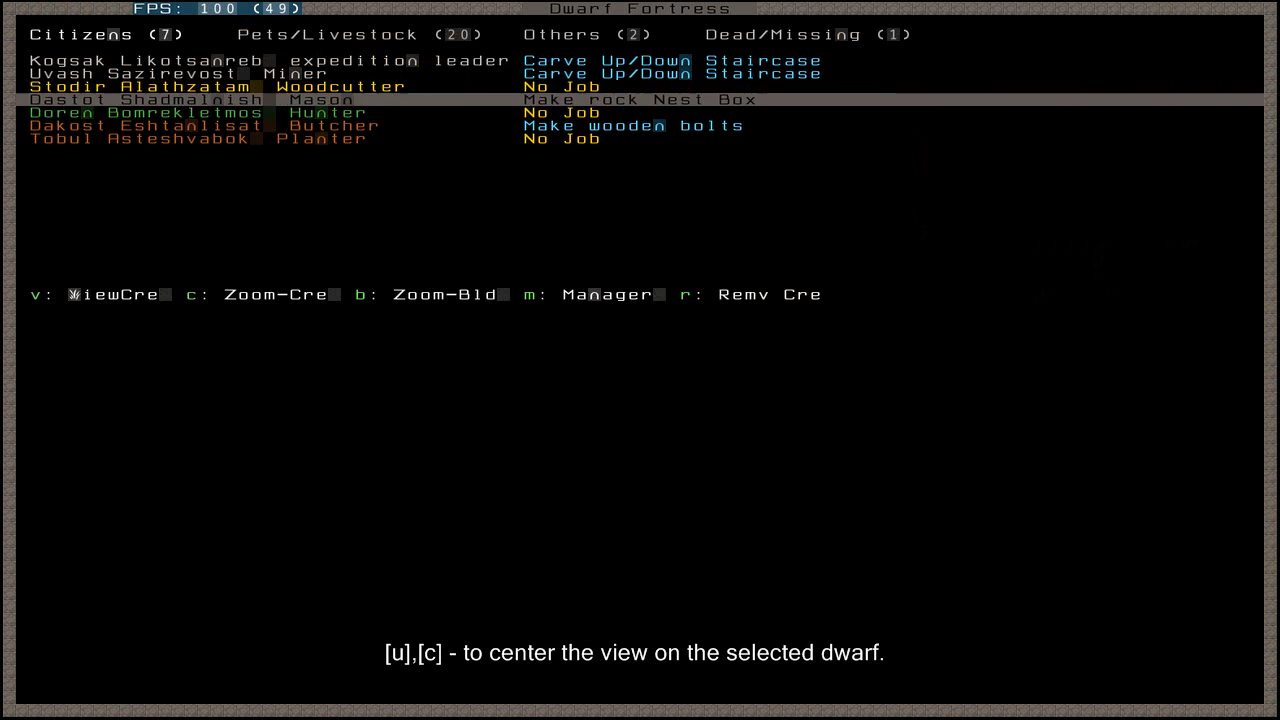 FPS: 100 (49) Dwarf Fortress
Citizens (7) Pets/Livestock (20) Others (2) Dead/Missing (1)
Kogsak Likotsanreb expedition leader Carve Up/Down Staircase
Uvash Sazirevost Miner Carve Up/Down Staircase
Stodir Alathzatam Woodcutter No Job
Dastot Shadmalnish Mason Make rock Nest Box
Doren Bomrekletmos Hunter No Job
Dakost Eshtanlisat Butcher Make wooden bolts
Tobul Asteshvabok Planter No Job
v: ViewCre c: Zoom-Cre b: Zoom-Bld m: Manager r: Remv Cre
[u],[c] - to center the view on the selected dwarf.